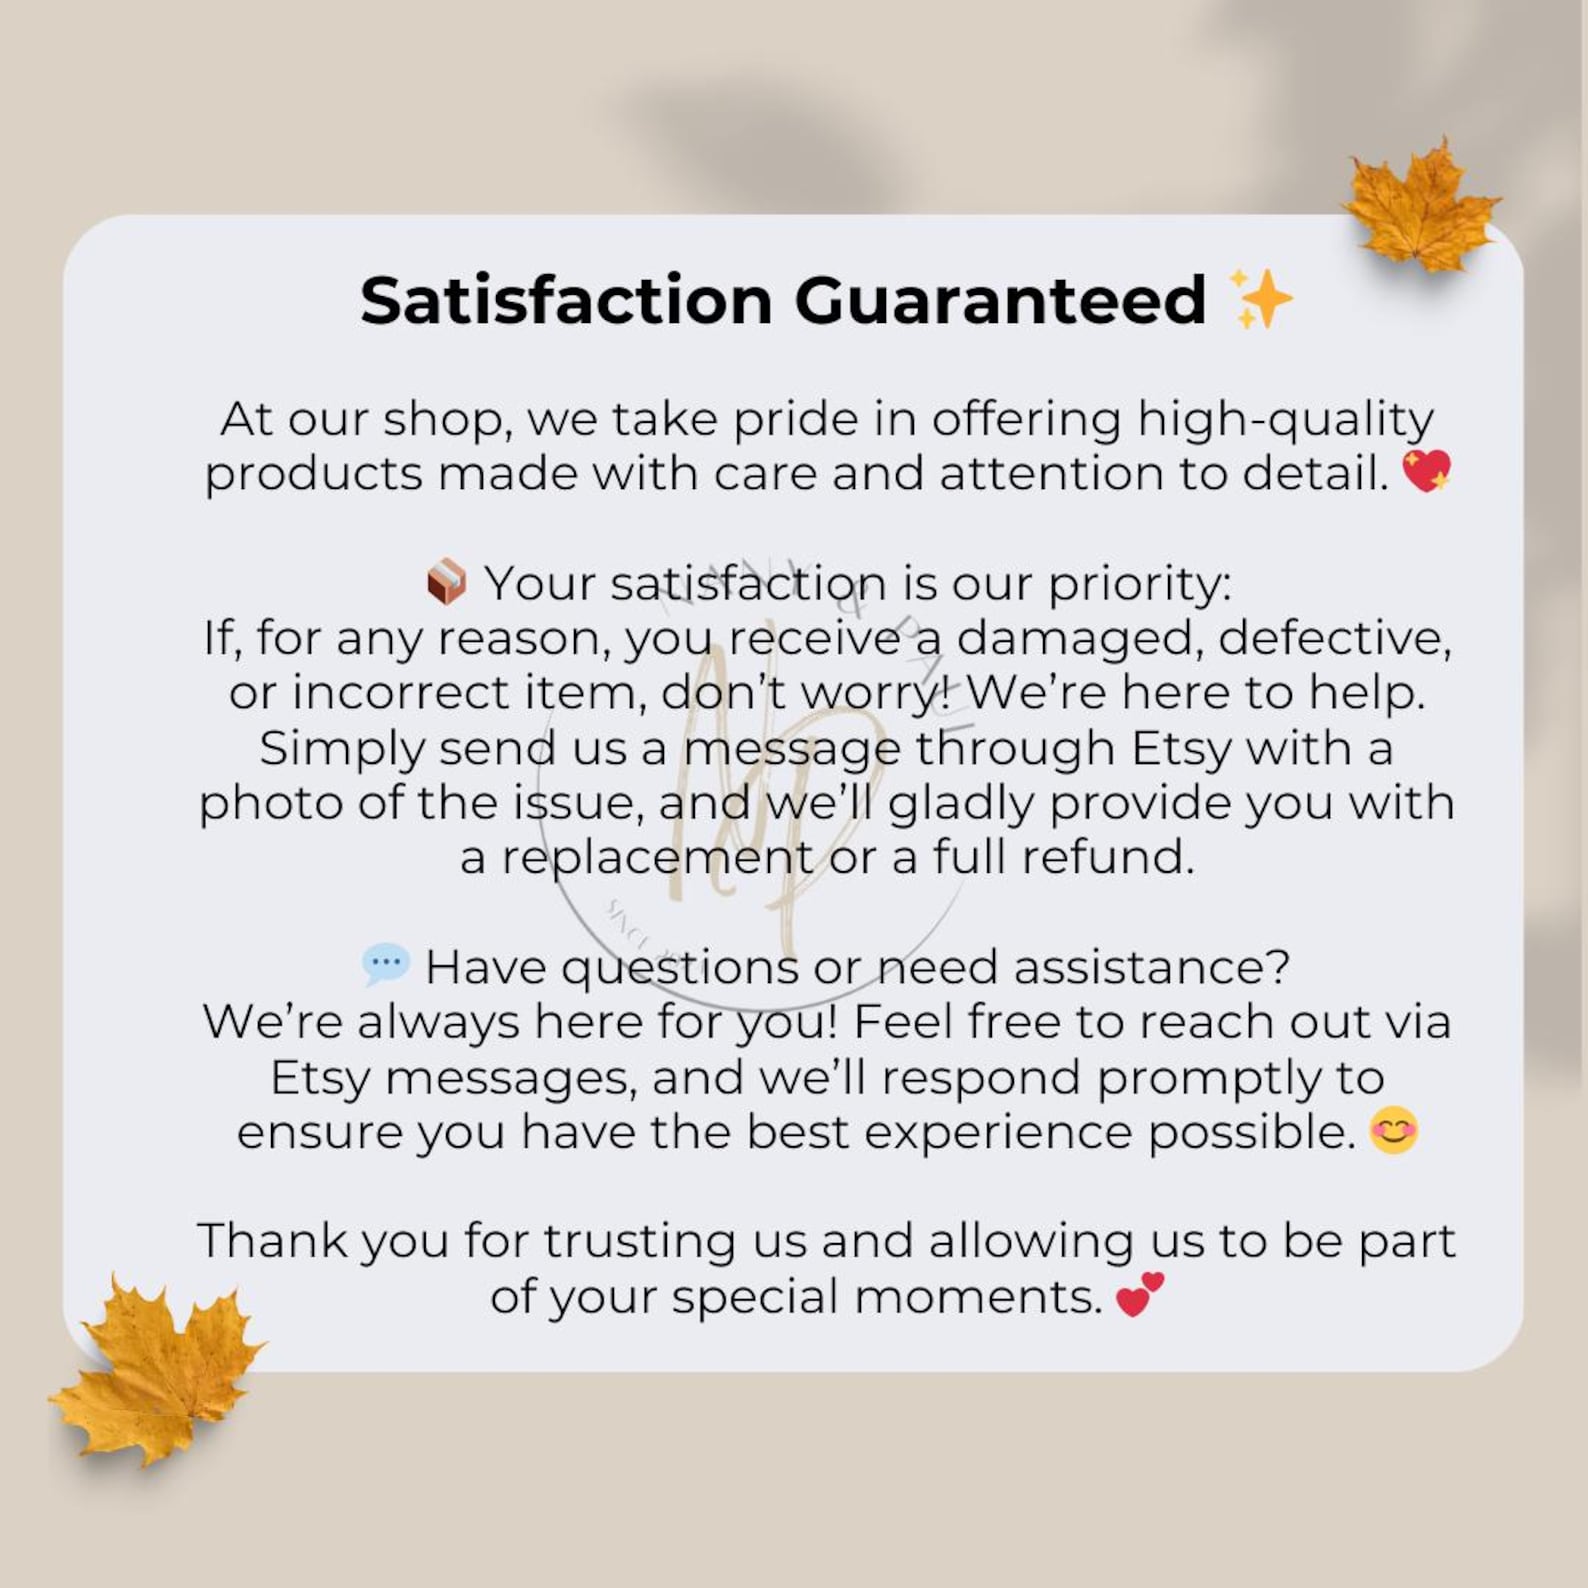 Satisfaction Guaranteed ✨
At our shop, we take pride in offering high-quality
products made with care and attention to detail. 💖
📦 Your satisfaction is our priority:
If, for any reason, you receive a damaged, defective,
or incorrect item, don’t worry! We’re here to help.
Simply send us a message through Etsy with a
photo of the issue, and we’ll gladly provide you with
a replacement or a full refund.
💬 Have questions or need assistance?
We’re always here for you! Feel free to reach out via
Etsy messages, and we’ll respond promptly to
ensure you have the best experience possible. 😊
Thank you for trusting us and allowing us to be part
of your special moments. 💕
NANY & PAUL
NP
SINCE